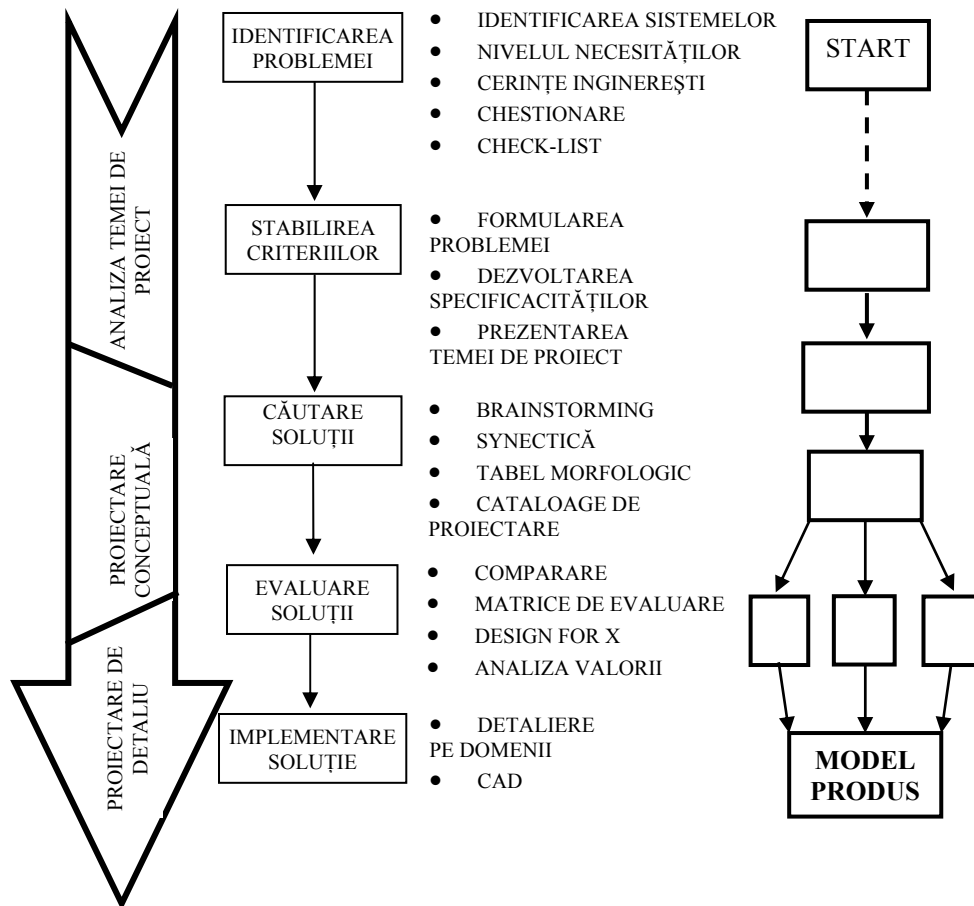 ANALIZA TEMEI DE
PROIECT
PROIECTARE
CONCEPTUALĂ
PROIECTARE DE
DETALIU
IDENTIFICAREA
PROBLEMEI
STABILIREA
CRITERIILOR
CĂUTARE
SOLUȚII
EVALUARE
SOLUȚII
IMPLEMENTARE
SOLUȚIE
• IDENTIFICAREA SISTEMELOR
• NIVELUL NECESITĂȚILOR
• CERINȚE INGINEREȘTI
• CHESTIONARE
• CHECK-LIST
• FORMULAREA
PROBLEMEI
• DEZVOLTAREA
SPECIFICACITĂȚILOR
• PREZENTAREA
TEMEI DE PROIECT
• BRAINSTORMING
• SYNECTICĂ
• TABEL MORFOLOGIC
• CATALOAGE DE
PROIECTARE
• COMPARARE
• MATRICE DE EVALUARE
• DESIGN FOR X
• ANALIZA VALORII
• DETALIERE
PE DOMENII
• CAD
START
MODEL
PRODUS